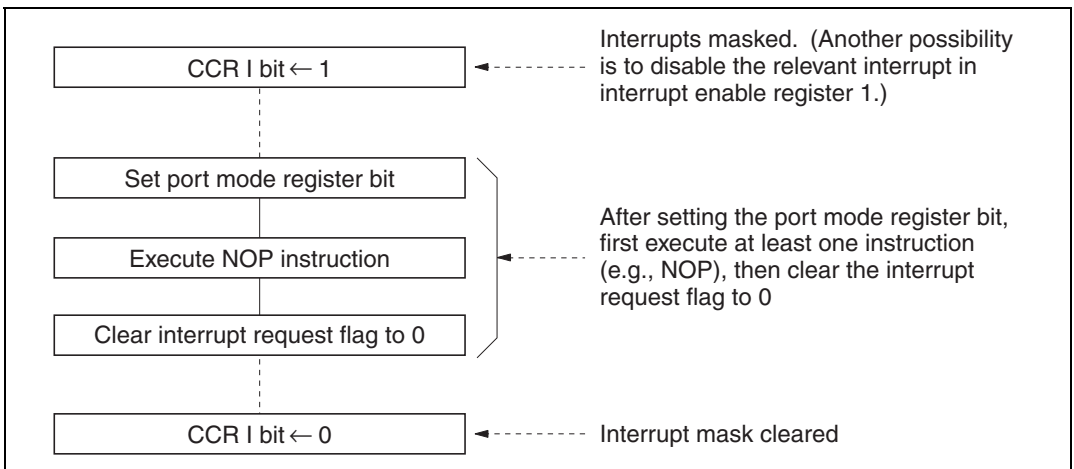 CCR I bit ← 1
Interrupts masked. (Another possibility
is to disable the relevant interrupt in
interrupt enable register 1.)
Set port mode register bit
Execute NOP instruction
Clear interrupt request flag to 0
After setting the port mode register bit,
first execute at least one instruction
(e.g., NOP), then clear the interrupt
request flag to 0
CCR I bit ← 0
Interrupt mask cleared